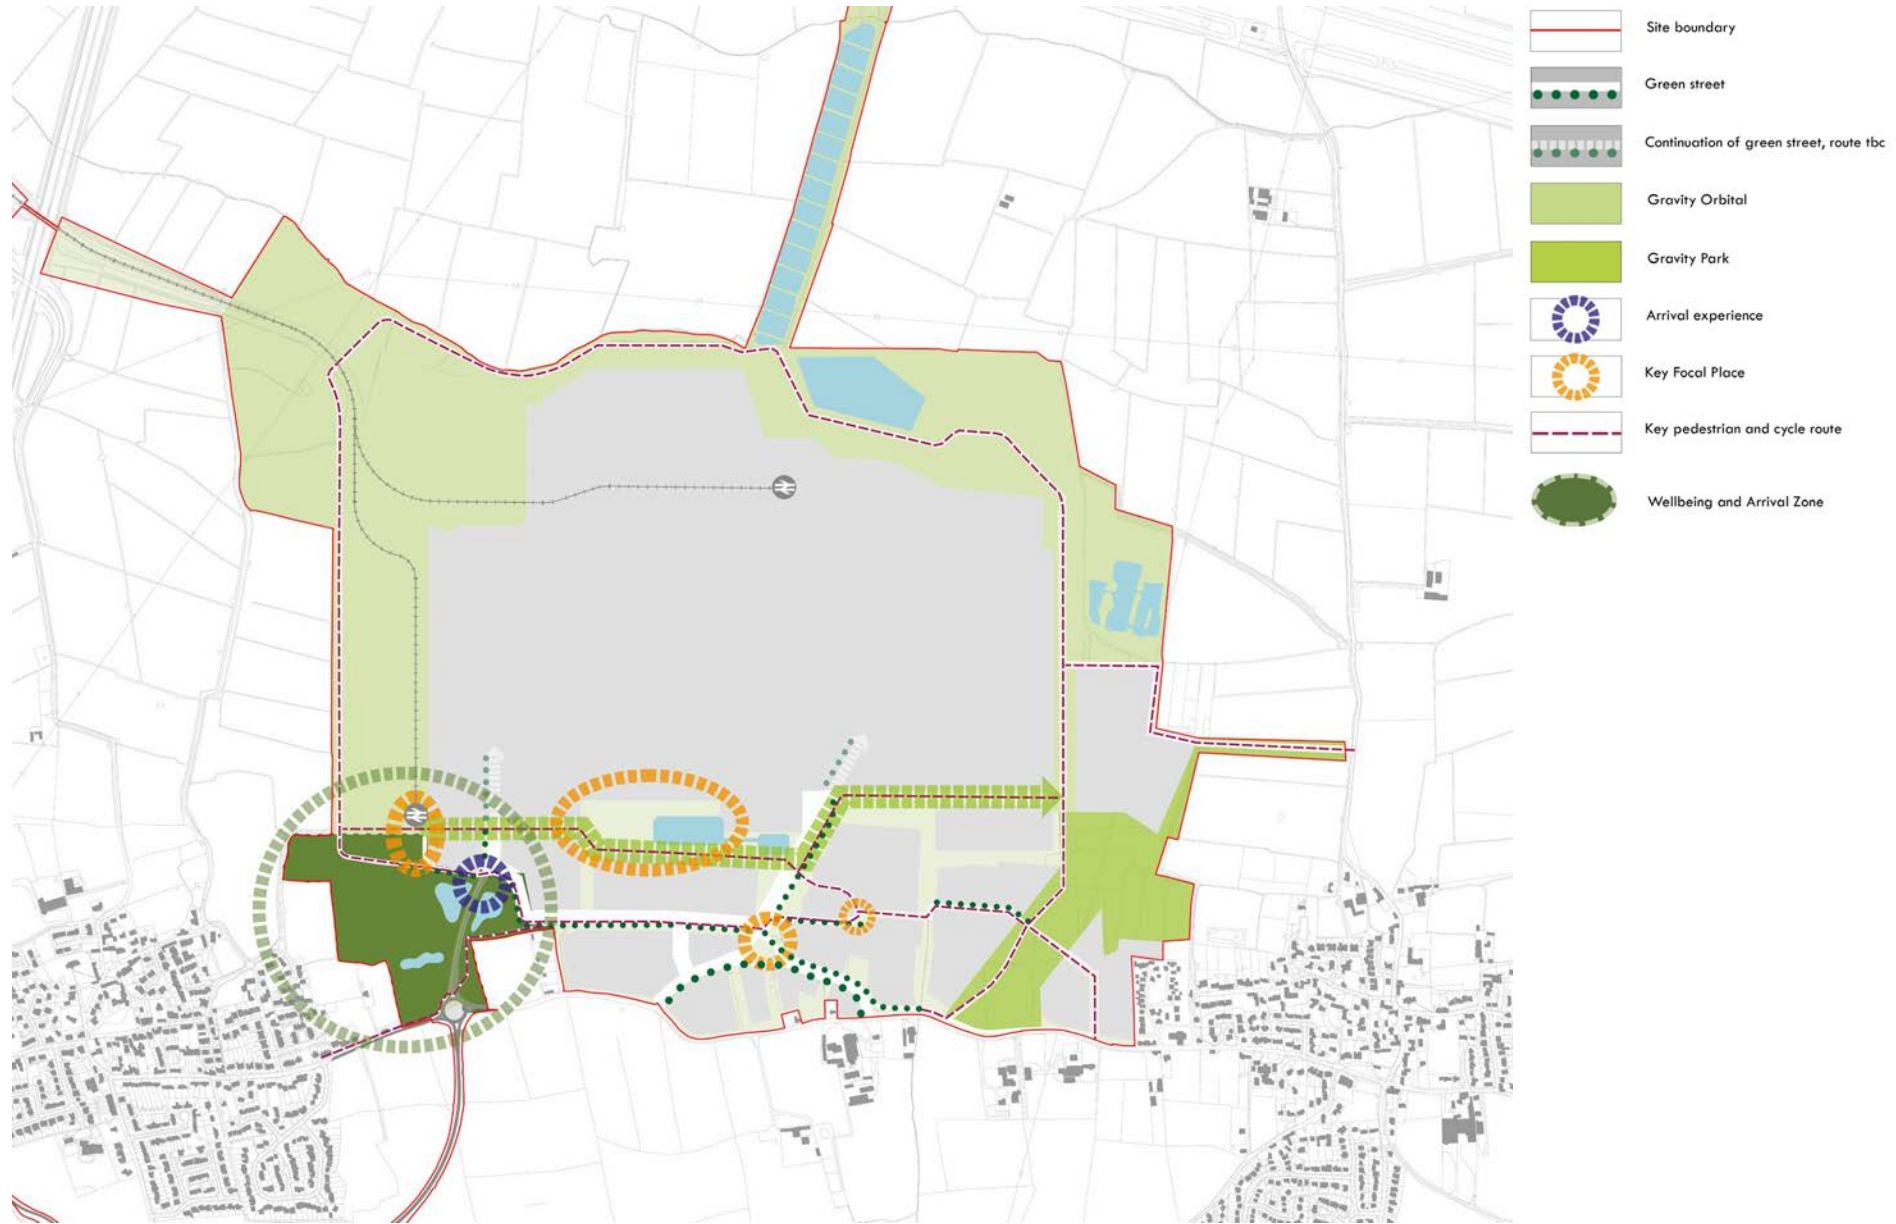 Site boundary
Green street
Continuation of green street, route tbc
Gravity Orbital
Gravity Park
Arrival experience
Key Focal Place
Key pedestrian and cycle route
Wellbeing and Arrival Zone